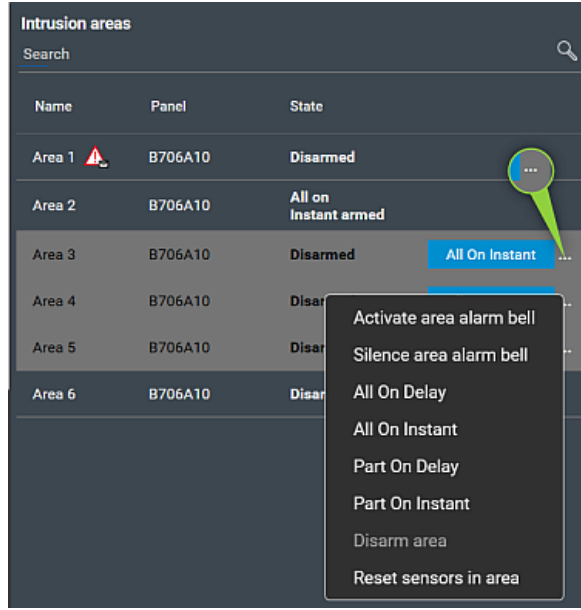 Intrusion areas
Search
Name Panel State
Area 1 B706A10 Disarmed
...
Area 2 B706A10 All on
Instant armed
Area 3 B706A10 Disarmed All On Instant ...
Area 4 B706A10
Area 5 B706A10
Area 6 B706A10
Activate area alarm bell
Silence area alarm bell
All On Delay
All On Instant
Part On Delay
Part On Instant
Disarm area
Reset sensors in area